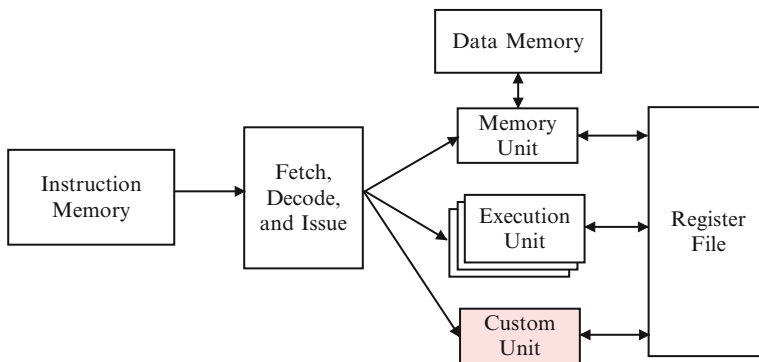 Data Memory
Memory
Unit
Instruction
Memory
Fetch,
Decode,
and Issue
Execution
Unit
Register
File
Custom
Unit